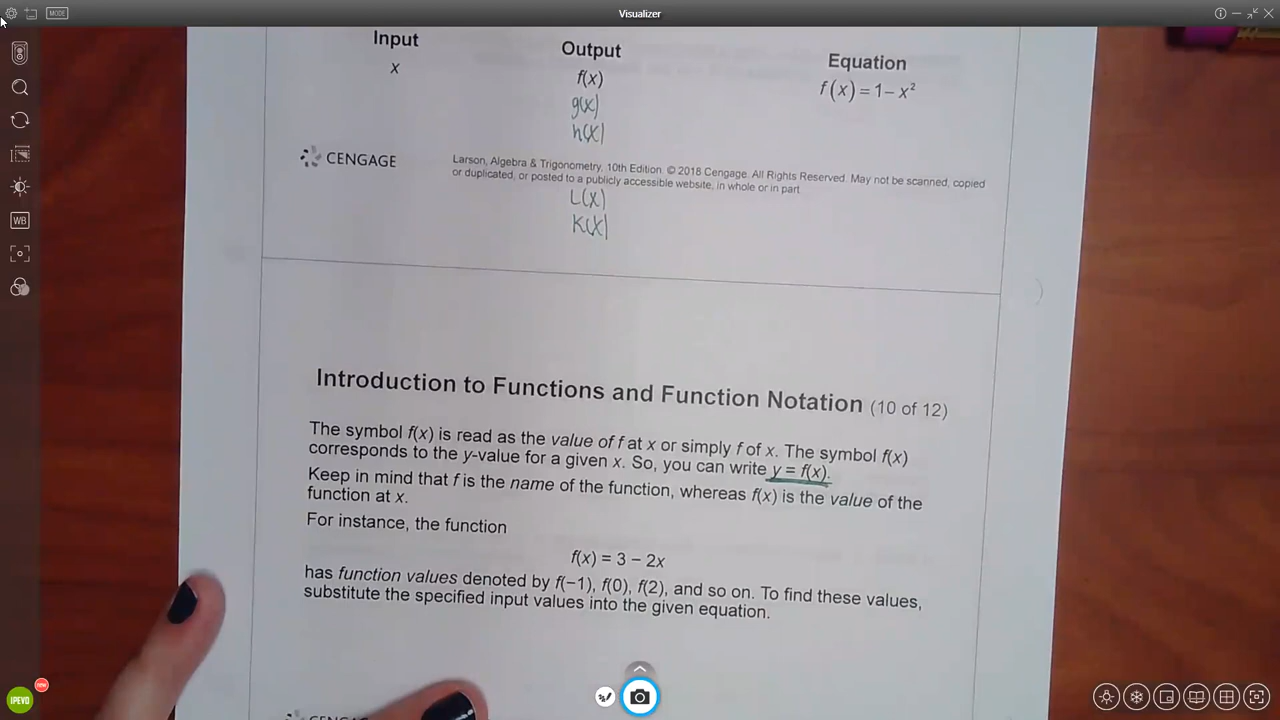 MODE
Visualizer
Input
Output
Equation
x
f(x)
f(x) = 1 − x²
g(x)
h(x)
CENGAGE
Larson, Algebra & Trigonometry, 10th Edition. © 2018 Cengage. All Rights Reserved. May not be scanned, copied
or duplicated, or posted to a publicly accessible website, in whole or in part
L(x)
K(x)
Introduction to Functions and Function Notation (10 of 12)
The symbol f(x) is read as the value of f at x or simply f of x. The symbol f(x)
corresponds to the y-value for a given x. So, you can write y = f(x).
Keep in mind that f is the name of the function, whereas f(x) is the value of the
function at x.
For instance, the function
f(x) = 3 − 2x
has function values denoted by f(−1), f(0), f(2), and so on. To find these values,
substitute the specified input values into the given equation.
WB
IPEVO
new
CENGAGE